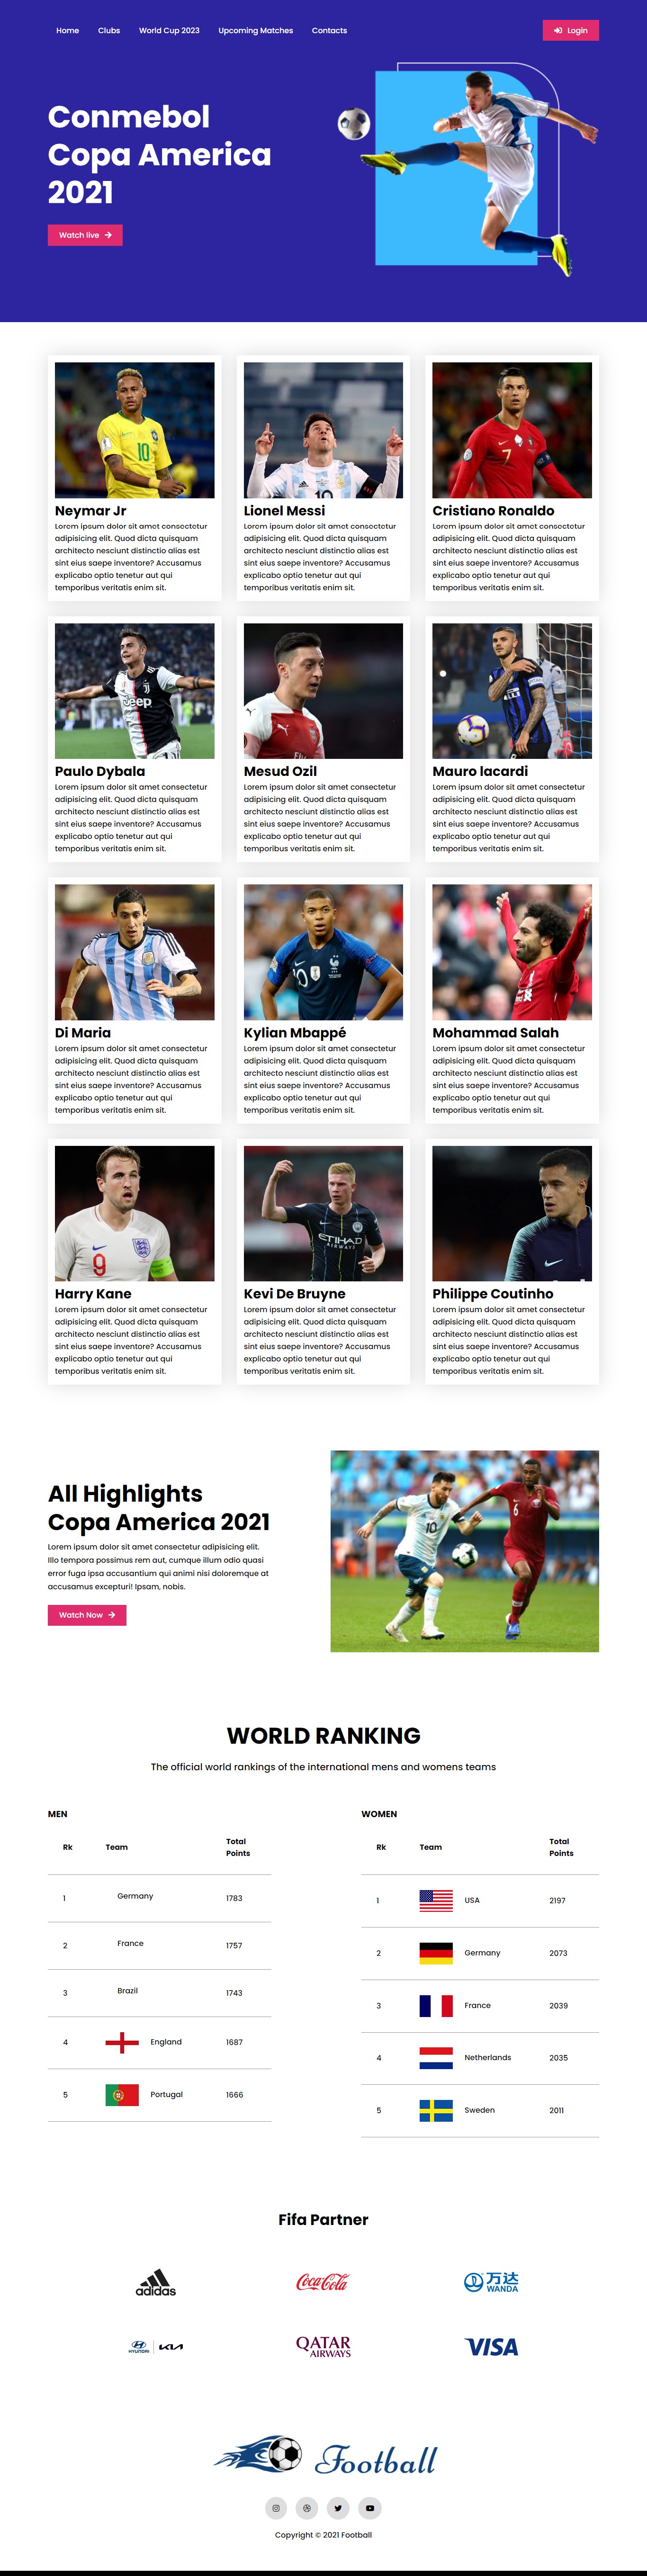 Home Clubs World Cup 2023 Upcoming Matches Contacts Login
Conmebol
Copa America
2021
Watch live
10
10
7
Neymar Jr
Lorem ipsum dolor sit amet consectetur
adipisicing elit. Quod dicta quisquam
architecto nesciunt distinctio alias est
sint eius saepe inventore? Accusamus
explicabo optio tenetur aut qui
temporibus veritatis enim sit.
Lionel Messi
Lorem ipsum dolor sit amet consectetur
adipisicing elit. Quod dicta quisquam
architecto nesciunt distinctio alias est
sint eius saepe inventore? Accusamus
explicabo optio tenetur aut qui
temporibus veritatis enim sit.
Cristiano Ronaldo
Lorem ipsum dolor sit amet consectetur
adipisicing elit. Quod dicta quisquam
architecto nesciunt distinctio alias est
sint eius saepe inventore? Accusamus
explicabo optio tenetur aut qui
temporibus veritatis enim sit.
Jeep
Paulo Dybala
Lorem ipsum dolor sit amet consectetur
adipisicing elit. Quod dicta quisquam
architecto nesciunt distinctio alias est
sint eius saepe inventore? Accusamus
explicabo optio tenetur aut qui
temporibus veritatis enim sit.
Mesud Ozil
Lorem ipsum dolor sit amet consectetur
adipisicing elit. Quod dicta quisquam
architecto nesciunt distinctio alias est
sint eius saepe inventore? Accusamus
explicabo optio tenetur aut qui
temporibus veritatis enim sit.
Mauro lacardi
Lorem ipsum dolor sit amet consectetur
adipisicing elit. Quod dicta quisquam
architecto nesciunt distinctio alias est
sint eius saepe inventore? Accusamus
explicabo optio tenetur aut qui
temporibus veritatis enim sit.
7
10
Di Maria
Lorem ipsum dolor sit amet consectetur
adipisicing elit. Quod dicta quisquam
architecto nesciunt distinctio alias est
sint eius saepe inventore? Accusamus
explicabo optio tenetur aut qui
temporibus veritatis enim sit.
Kylian Mbappé
Lorem ipsum dolor sit amet consectetur
adipisicing elit. Quod dicta quisquam
architecto nesciunt distinctio alias est
sint eius saepe inventore? Accusamus
explicabo optio tenetur aut qui
temporibus veritatis enim sit.
Mohammad Salah
Lorem ipsum dolor sit amet consectetur
adipisicing elit. Quod dicta quisquam
architecto nesciunt distinctio alias est
sint eius saepe inventore? Accusamus
explicabo optio tenetur aut qui
temporibus veritatis enim sit.
9
ETIHAD
AIRWAYS
Harry Kane
Lorem ipsum dolor sit amet consectetur
adipisicing elit. Quod dicta quisquam
architecto nesciunt distinctio alias est
sint eius saepe inventore? Accusamus
explicabo optio tenetur aut qui
temporibus veritatis enim sit.
Kevi De Bruyne
Lorem ipsum dolor sit amet consectetur
adipisicing elit. Quod dicta quisquam
architecto nesciunt distinctio alias est
sint eius saepe inventore? Accusamus
explicabo optio tenetur aut qui
temporibus veritatis enim sit.
Philippe Coutinho
Lorem ipsum dolor sit amet consectetur
adipisicing elit. Quod dicta quisquam
architecto nesciunt distinctio alias est
sint eius saepe inventore? Accusamus
explicabo optio tenetur aut qui
temporibus veritatis enim sit.
All Highlights
Copa America 2021
Lorem ipsum dolor sit amet consectetur adipisicing elit.
Illo tempora possimus rem aut, cumque illum odio quasi
error fuga ipsa accusantium qui animi nisi doloremque at
accusamus excepturi! Ipsam, nobis.
Watch Now
10
6
WORLD RANKING
The official world rankings of the international mens and womens teams
MEN
Rk Team Total
Points
1 Germany 1783
2 France 1757
3 Brazil 1743
4 England 1687
5 Portugal 1666
WOMEN
Rk Team Total
Points
1 USA 2197
2 Germany 2073
3 France 2039
4 Netherlands 2035
5 Sweden 2011
Fifa Partner
adidas
Coca-Cola
万达
WANDA
HYUNDAI KIA
QATAR
AIRWAYS
VISA
Football
Copyright © 2021 Football